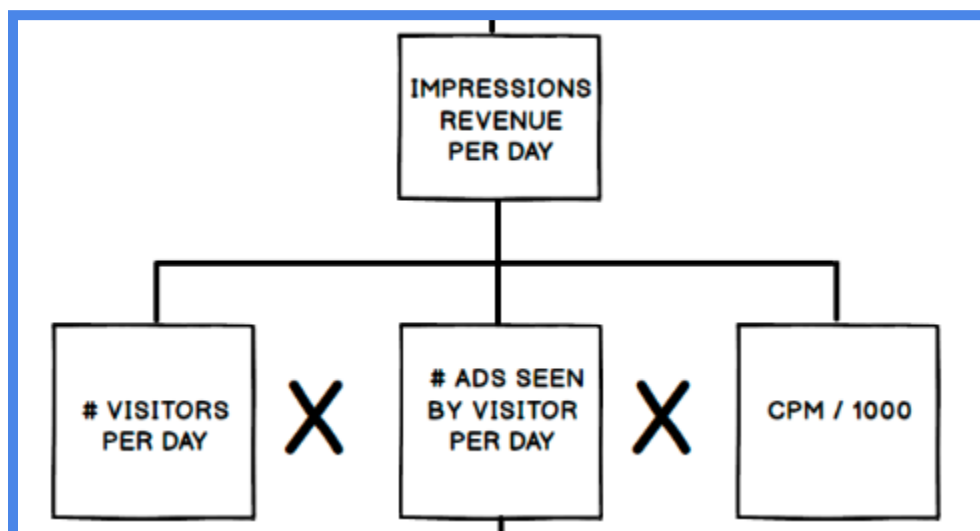 IMPRESSIONS
REVENUE
PER DAY
# VISITORS
PER DAY
X
# ADS SEEN
BY VISITOR
PER DAY
X
CPM / 1000